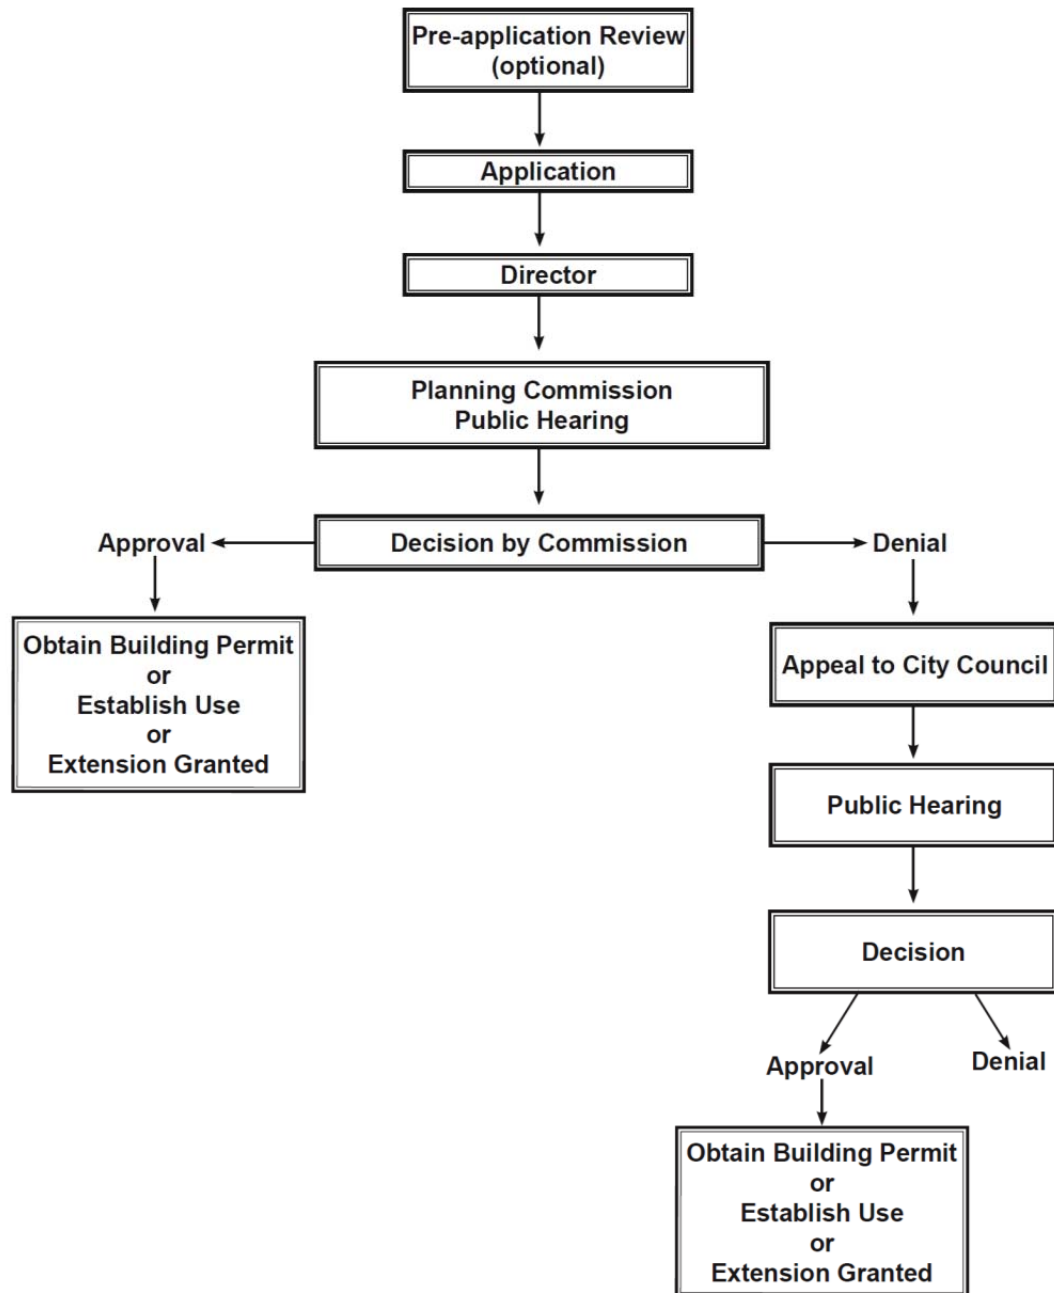 Pre-application Review
(optional)
Application
Director
Planning Commission
Public Hearing
Approval
Decision by Commission
Denial
Obtain Building Permit
or
Establish Use
or
Extension Granted
Appeal to City Council
Public Hearing
Decision
Approval
Denial
Obtain Building Permit
or
Establish Use
or
Extension Granted